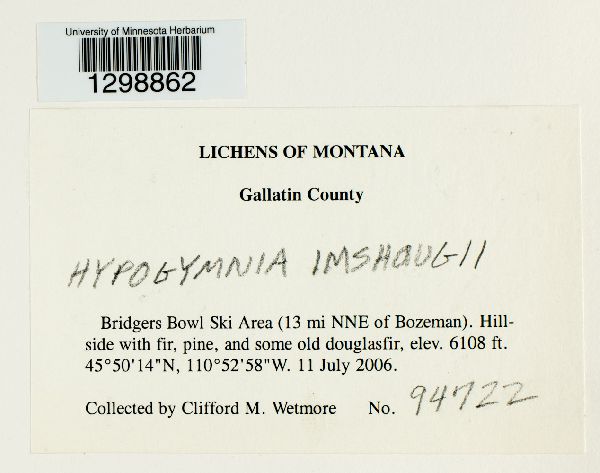 University of Minnesota Herbarium
1298862
LICHENS OF MONTANA
Gallatin County
HYPOGYMNIA IMSHAUGII
Bridgers Bowl Ski Area (13 mi NNE of Bozeman). Hill-
side with fir, pine, and some old douglasfir, elev. 6108 ft.
45°50'14"N, 110°52'58"W. 11 July 2006.
Collected by Clifford M. Wetmore No. 94722